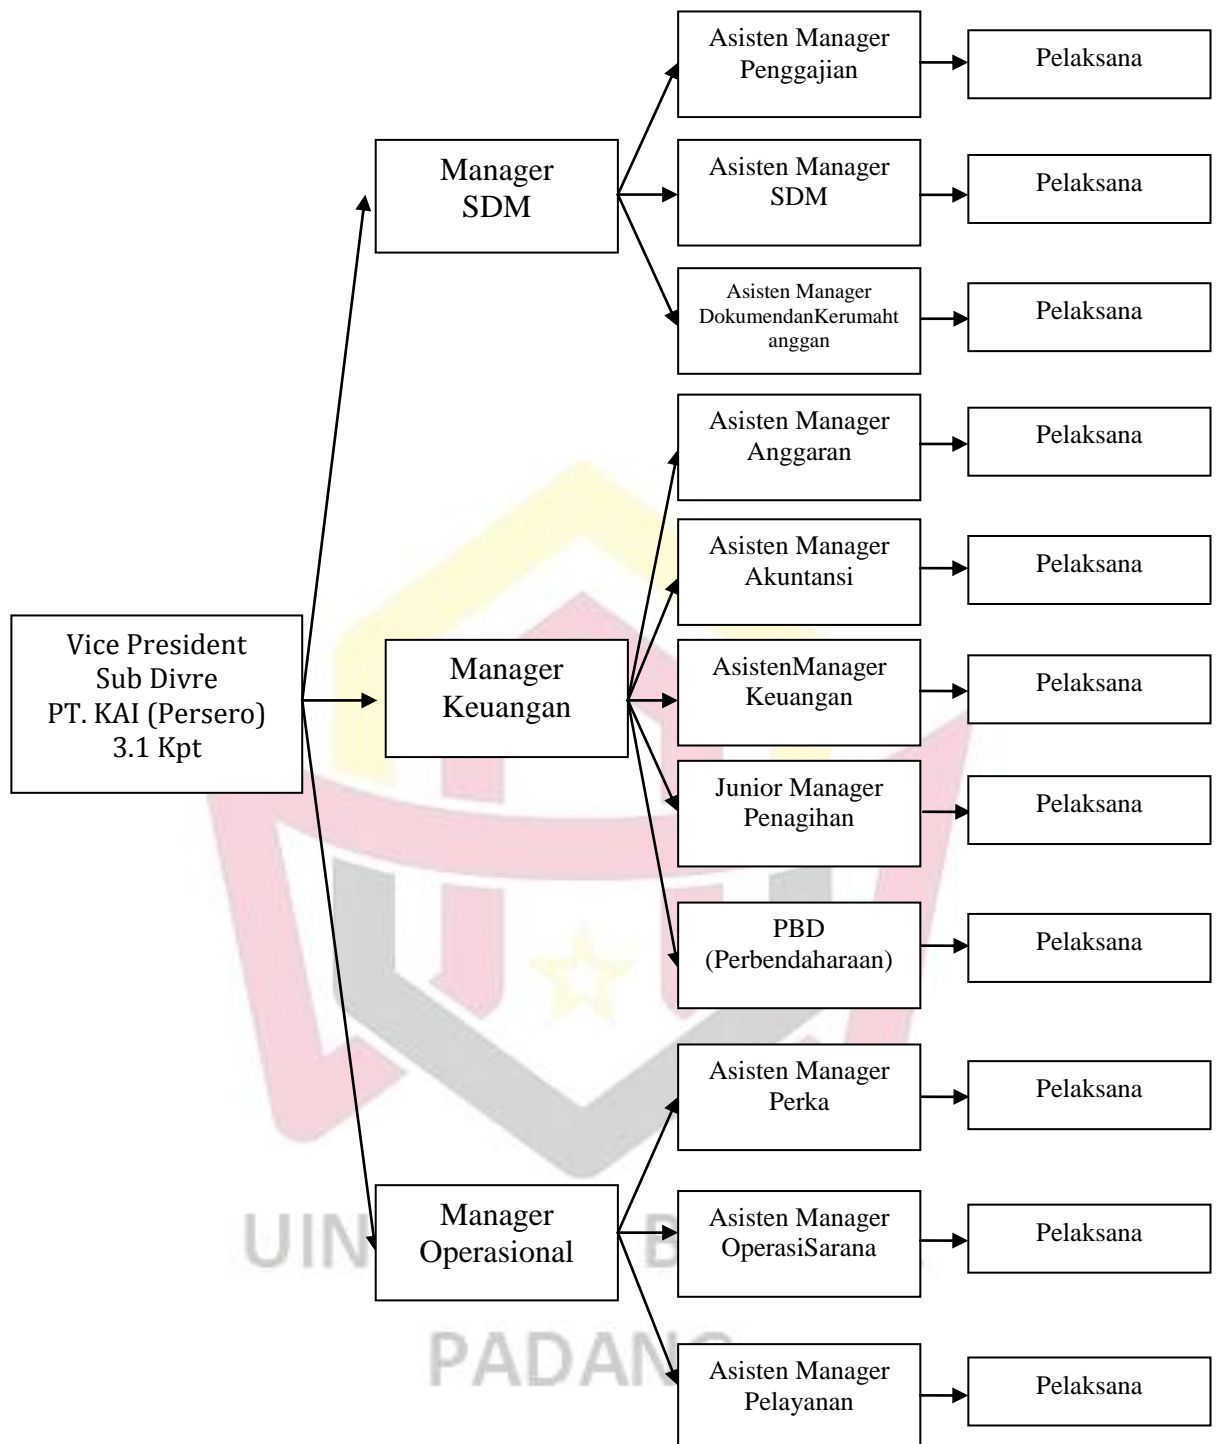 Asisten Manager
Penggajian
Pelaksana
Manager
SDM
Asisten Manager
SDM
Pelaksana
Asisten Manager
DokumendanKerumaht
anggan
Pelaksana
Asisten Manager
Anggaran
Pelaksana
Asisten Manager
Akuntansi
Pelaksana
Vice President
Sub Divre
PT. KAI (Persero)
3.1 Kpt
Manager
Keuangan
AsistenManager
Keuangan
Pelaksana
Junior Manager
Penagihan
Pelaksana
PBD
(Perbendaharaan)
Pelaksana
Asisten Manager
Perka
Pelaksana
Manager
Operasional
Asisten Manager
OperasiSarana
Pelaksana
Asisten Manager
Pelayanan
Pelaksana
UIN
PADANG